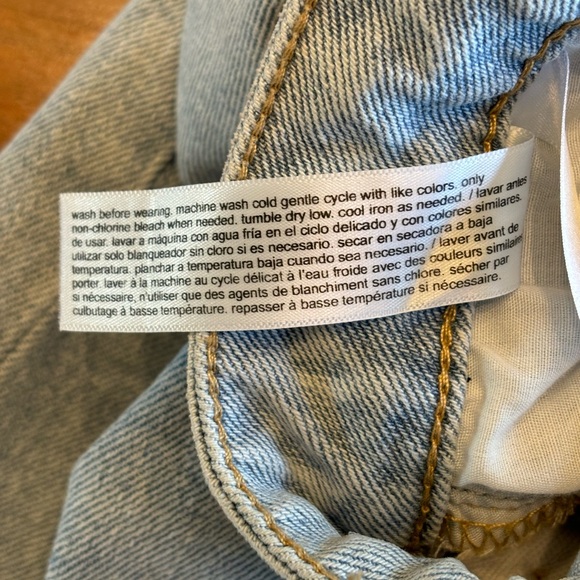 wash before wearing. machine wash cold gentle cycle with like colors. only
non-chlorine bleach when needed. tumble dry low. cool iron as needed. / lavar antes
de usar. lavar a máquina con agua fría en el ciclo delicado y con colores similares.
utilizar solo blanqueador sin cloro si es necesario. secar en secadora a baja
temperatura. planchar a temperatura baja cuando sea necesario. / laver avant de
porter. laver à la machine au cycle délicat à l'eau froide avec des couleurs similaires
si nécessaire, n'utiliser que des agents de blanchiment sans chlore. sécher par
culbutage à basse température. repasser à basse température si nécessaire.